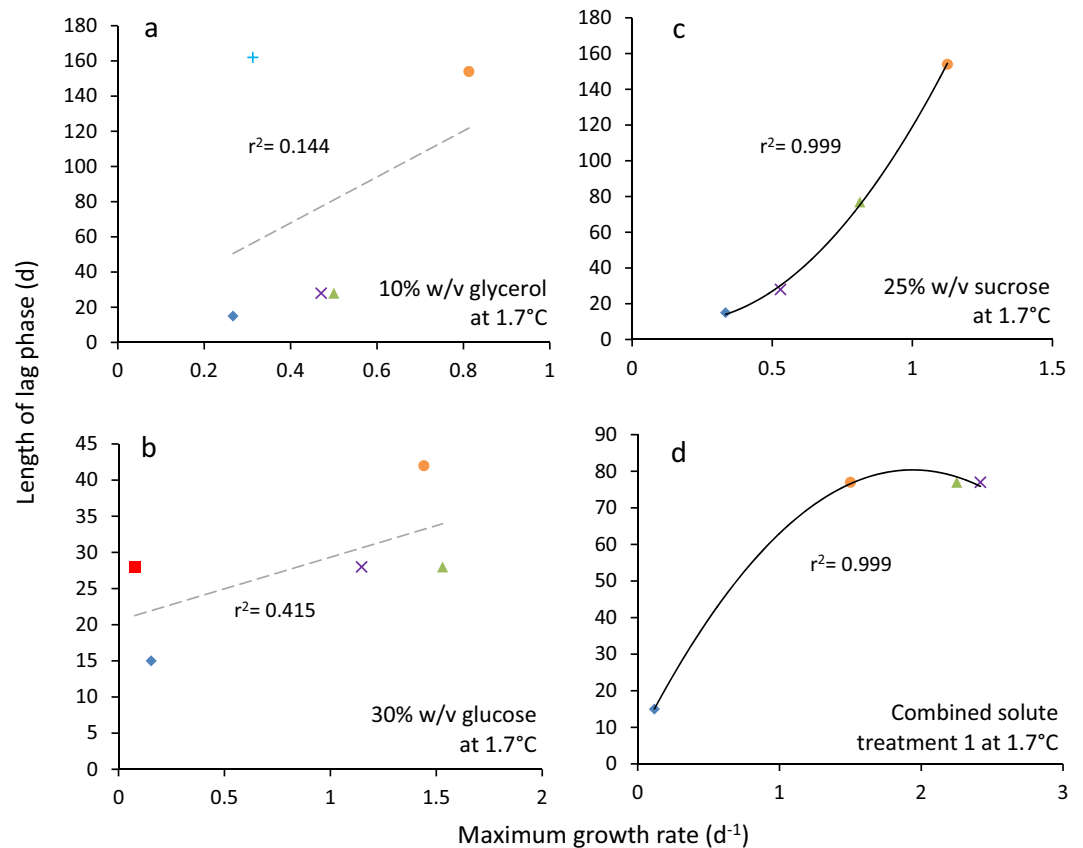 Length of lag phase (d)
a
180
160
140
120
100
80
60
40
20
0
r²= 0.144
10% w/v glycerol
at 1.7°C
0 0.2 0.4 0.6 0.8 1
c
180
160
140
120
100
80
60
40
20
0
r²= 0.999
25% w/v sucrose
at 1.7°C
0 0.5 1 1.5
b
45
40
35
30
25
20
15
10
5
0
r²= 0.415
30% w/v glucose
at 1.7°C
0 0.5 1 1.5 2
d
90
80
70
60
50
40
30
20
10
0
r²= 0.999
Combined solute
treatment 1 at 1.7°C
0 1 2 3
Maximum growth rate (d⁻¹)